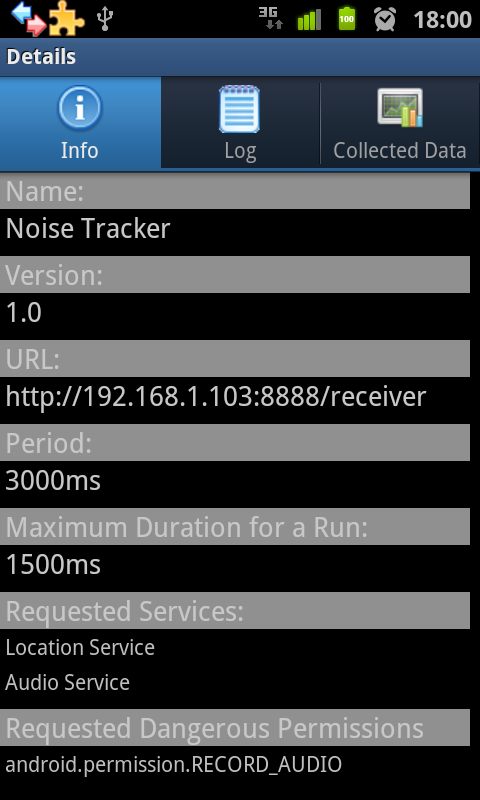 3G 100 18:00
Details
Info Log Collected Data
Name:
Noise Tracker
Version:
1.0
URL:
http://192.168.1.103:8888/receiver
Period:
3000ms
Maximum Duration for a Run:
1500ms
Requested Services:
Location Service
Audio Service
Requested Dangerous Permissions
android.permission.RECORD_AUDIO